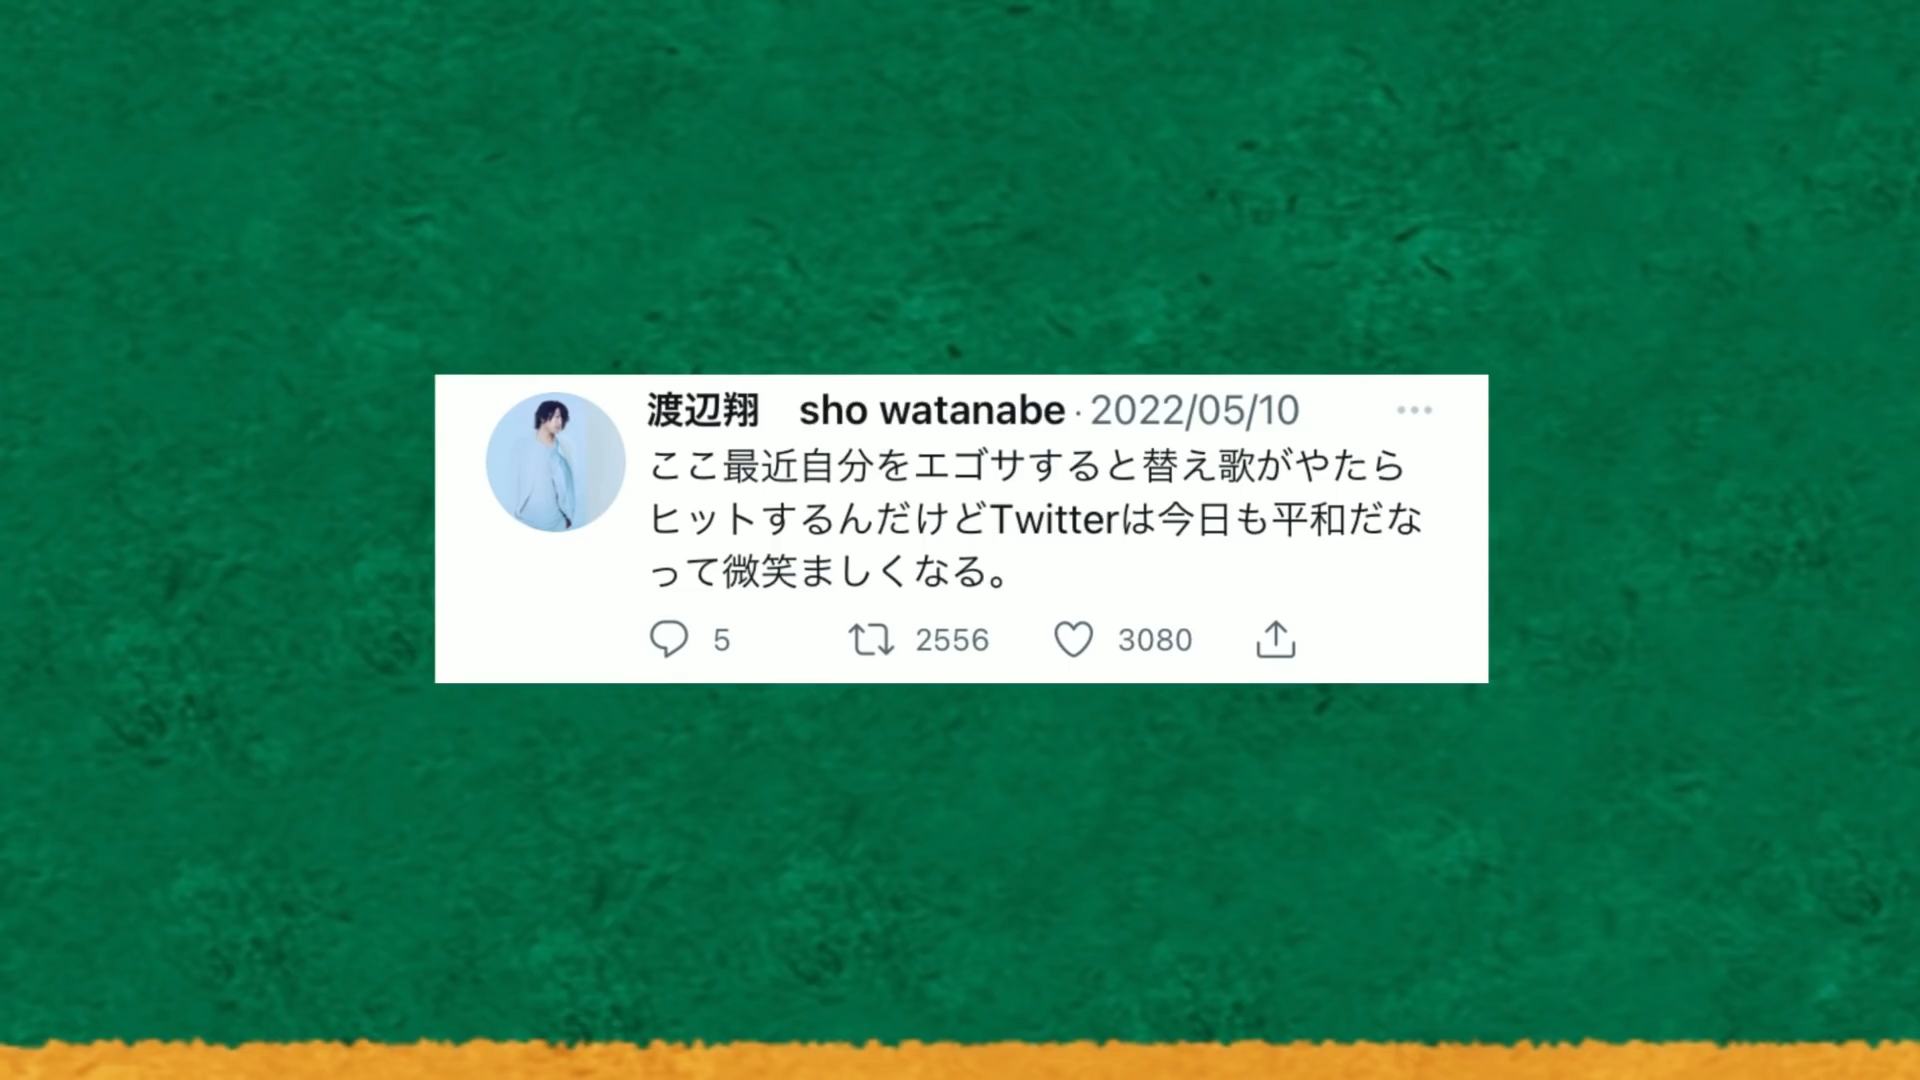 渡辺翔　sho watanabe · 2022/05/10
ここ最近自分をエゴサすると替え歌がやたら
ヒットするんだけどTwitterは今日も平和だな
って微笑ましくなる。
5 2556 3080